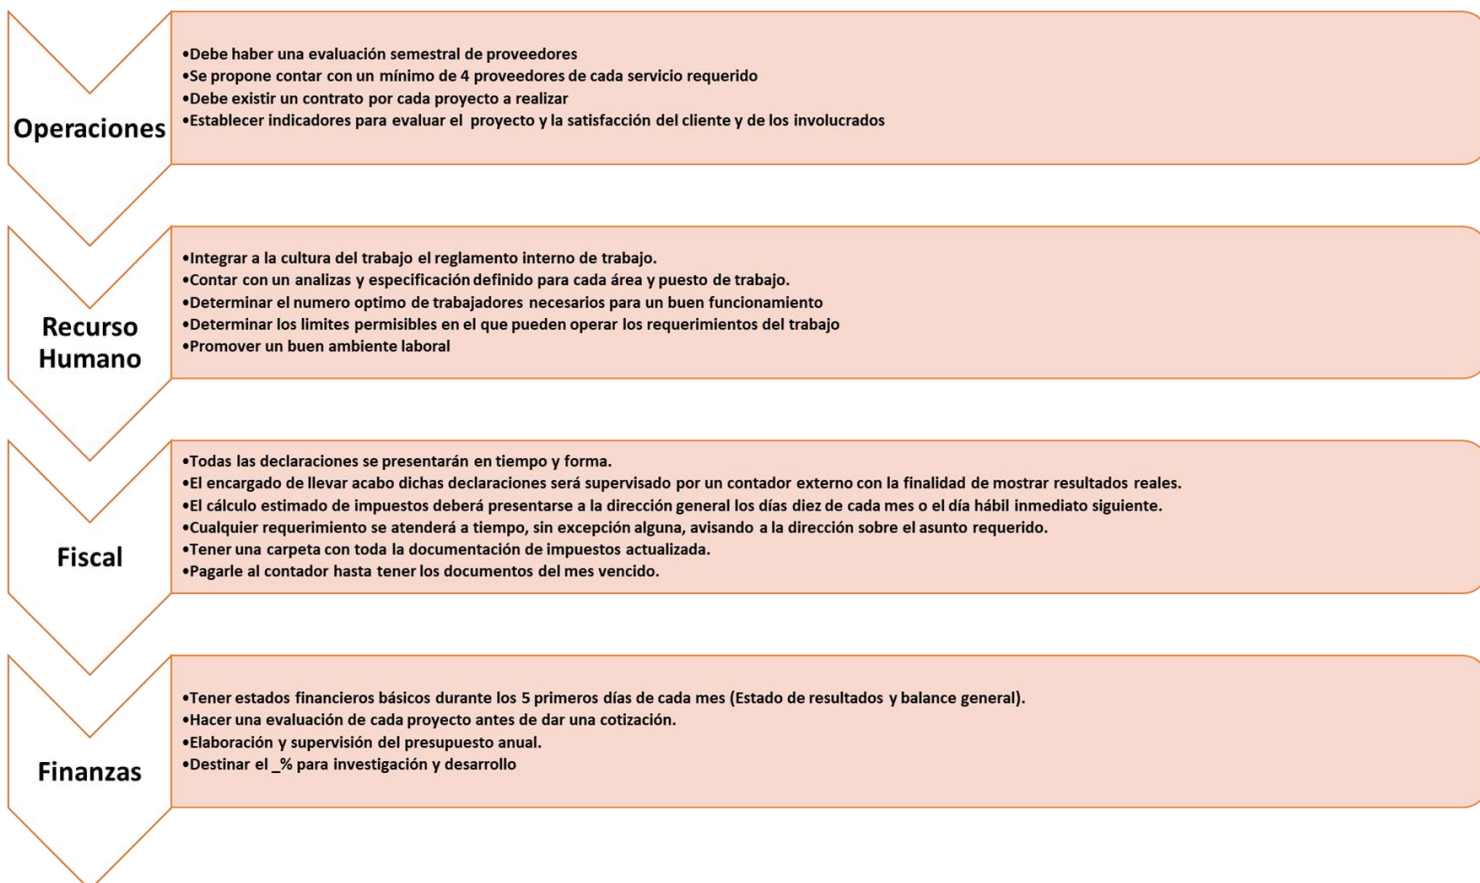 Operaciones
•Debe haber una evaluación semestral de proveedores
•Se propone contar con un mínimo de 4 proveedores de cada servicio requerido
•Debe existir un contrato por cada proyecto a realizar
•Establecer indicadores para evaluar el proyecto y la satisfacción del cliente y de los involucrados
Recurso
Humano
•Integrar a la cultura del trabajo el reglamento interno de trabajo.
•Contar con un analizas y especificación definido para cada área y puesto de trabajo.
•Determinar el numero optimo de trabajadores necesarios para un buen funcionamiento
•Determinar los limites permisibles en el que pueden operar los requerimientos del trabajo
•Promover un buen ambiente laboral
Fiscal
•Todas las declaraciones se presentarán en tiempo y forma.
•El encargado de llevar acabo dichas declaraciones será supervisado por un contador externo con la finalidad de mostrar resultados reales.
•El cálculo estimado de impuestos deberá presentarse a la dirección general los días diez de cada mes o el día hábil inmediato siguiente.
•Cualquier requerimiento se atenderá a tiempo, sin excepción alguna, avisando a la dirección sobre el asunto requerido.
•Tener una carpeta con toda la documentación de impuestos actualizada.
•Pagarle al contador hasta tener los documentos del mes vencido.
Finanzas
•Tener estados financieros básicos durante los 5 primeros días de cada mes (Estado de resultados y balance general).
•Hacer una evaluación de cada proyecto antes de dar una cotización.
•Elaboración y supervisión del presupuesto anual.
•Destinar el _% para investigación y desarrollo